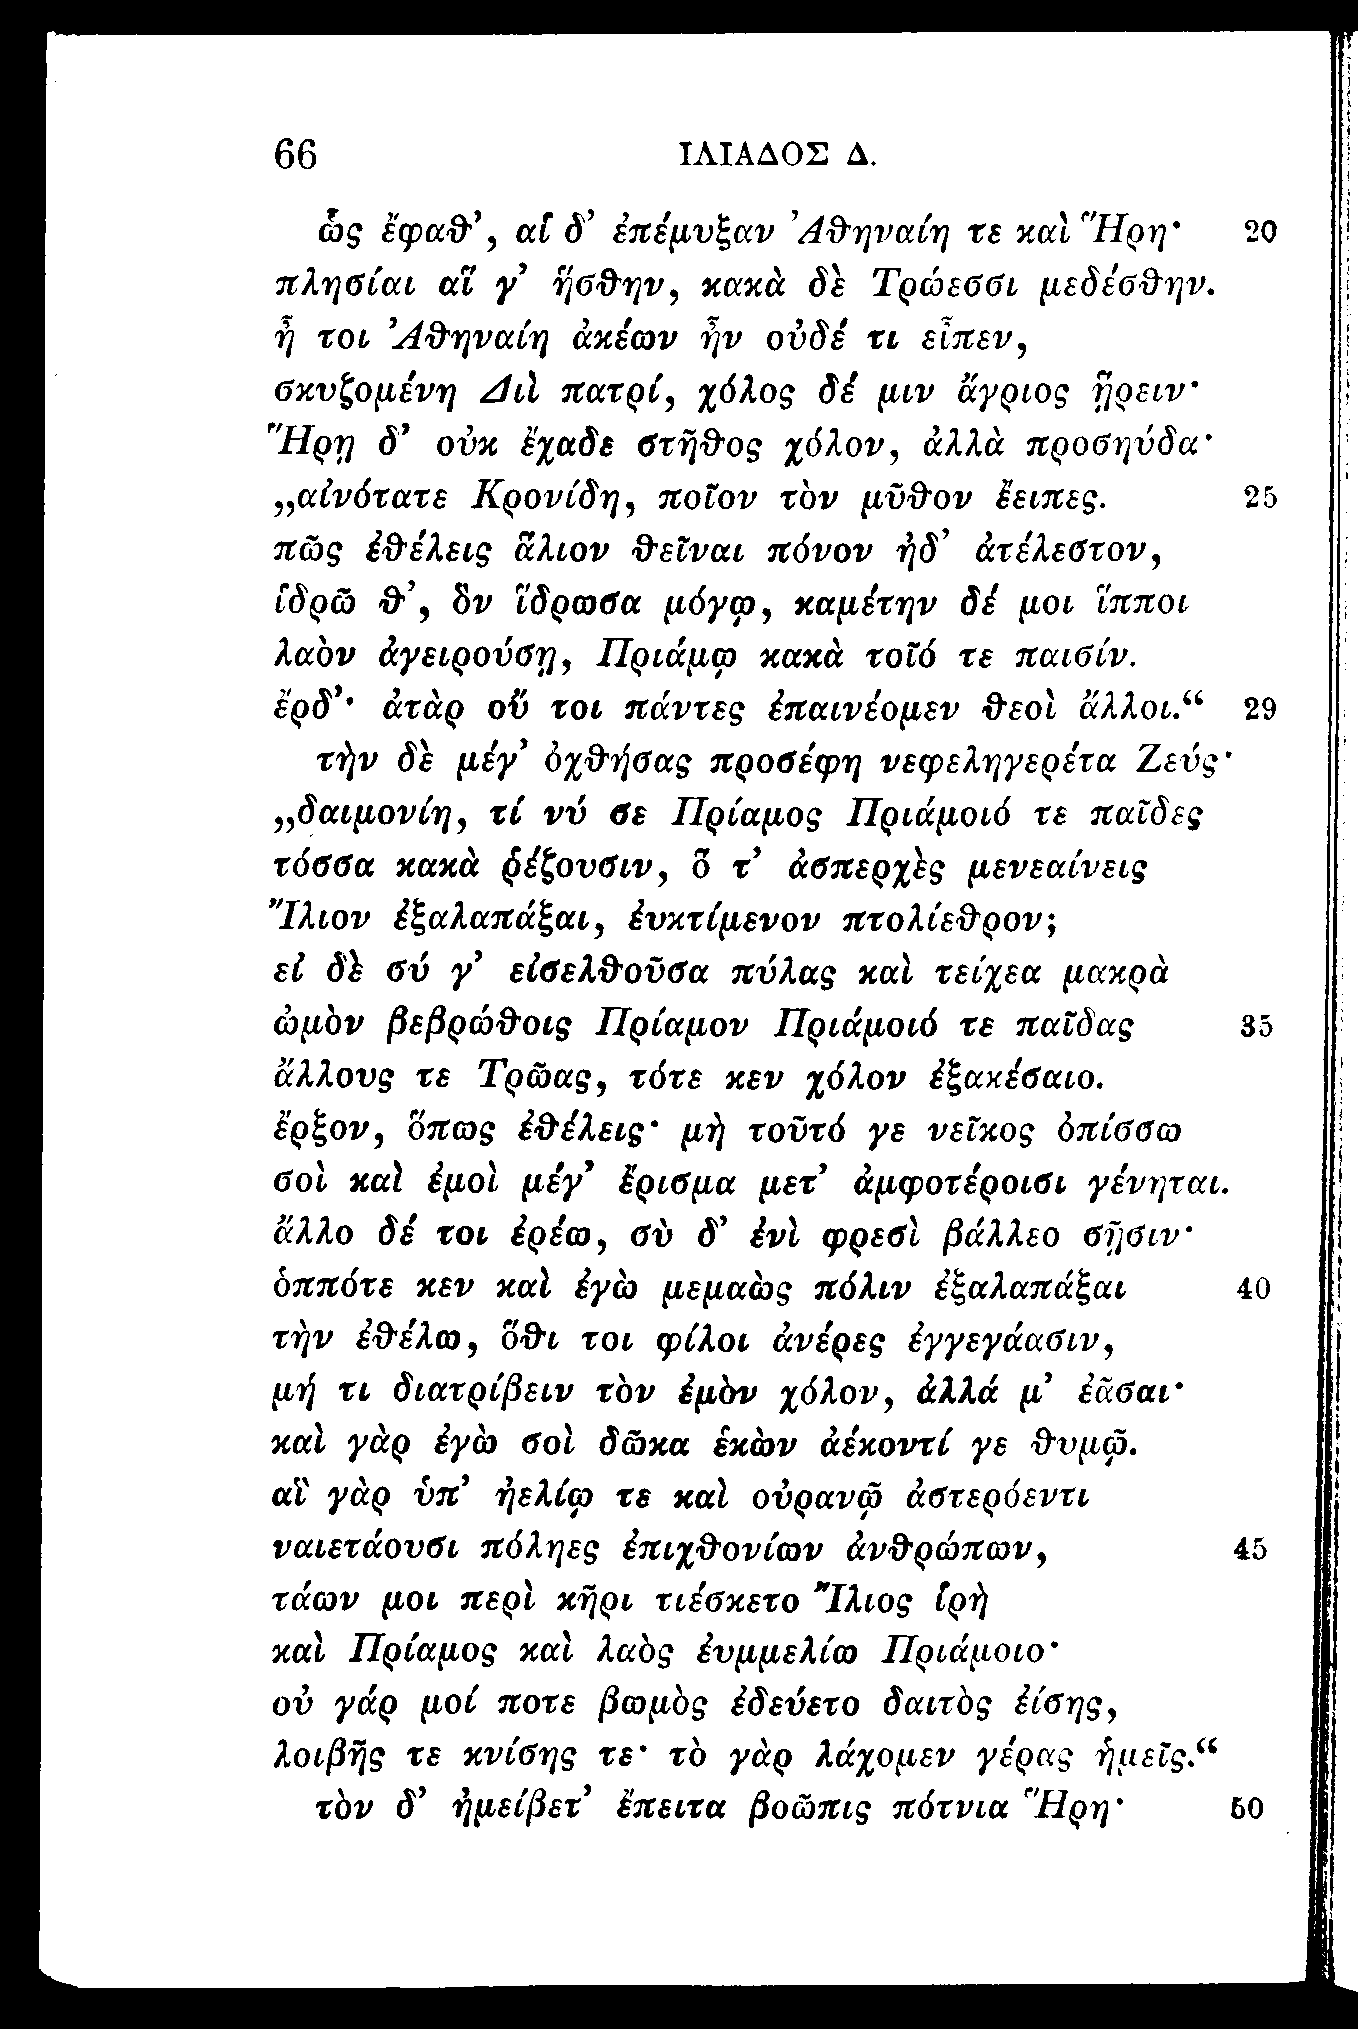 66 ΙΛΙΑΔΟΣ Δ.
ὣς ἔφαϑ’, αἳ δ’ ἐπέμυξαν Ἀϑηναίη τε καὶ Ἥρη· 20
πλησίαι αἵ γ’ ἥσϑην, κακὰ δὲ Τρώεσσι μεδέσϑην.
ἦ τοι Ἀϑηναίη ἀκέων ἦν οὐδέ τι εἶπεν,
σκυζομένη Διὶ πατρί, χόλος δέ μιν ἄγριος ᾕρειν·
Ἥρῃ δ’ οὐκ ἔχαδε στῆϑος χόλον, ἀλλὰ προσηύδα·
„αἰνότατε Κρονίδη, ποῖον τὸν μῦϑον ἔειπες. 25
πῶς ἐϑέλεις ἅλιον ϑεῖναι πόνον ἠδ’ ἀτέλεστον,
ἱδρῶ ϑ’, ὃν ἵδρωσα μόγῳ, καμέτην δέ μοι ἵπποι
λαὸν ἀγειρούσῃ, Πριάμῳ κακὰ τοῖό τε παισίν.
ἔρδ’· ἀτὰρ οὔ τοι πάντες ἐπαινέομεν ϑεοὶ ἄλλοι.“ 29
τὴν δὲ μέγ’ ὀχϑήσας προσέφη νεφεληγερέτα Ζεύς·
„δαιμονίη, τί νύ σε Πρίαμος Πριάμοιό τε παῖδες
τόσσα κακὰ ῥέζουσιν, ὅ τ’ ἀσπερχὲς μενεαίνεις
Ἴλιον ἐξαλαπάξαι, ἐυκτίμενον πτολίεϑρον;
εἰ δὲ σύ γ’ εἰσελϑοῦσα πύλας καὶ τείχεα μακρὰ
ὠμὸν βεβρώϑοις Πρίαμον Πριάμοιό τε παῖδας 35
ἄλλους τε Τρῶας, τότε κεν χόλον ἐξακέσαιο.
ἔρξον, ὅπως ἐϑέλεις· μὴ τοῦτό γε νεῖκος ὀπίσσω
σοὶ καὶ ἐμοὶ μέγ’ ἔρισμα μετ’ ἀμφοτέροισι γένηται.
ἄλλο δέ τοι ἐρέω, σὺ δ’ ἐνὶ φρεσὶ βάλλεο σῇσιν·
ὁππότε κεν καὶ ἐγὼ μεμαὼς πόλιν ἐξαλαπάξαι 40
τὴν ἐϑέλω, ὅϑι τοι φίλοι ἀνέρες ἐγγεγάασιν,
μή τι διατρίβειν τὸν ἐμὸν χόλον, ἀλλά μ’ ἐᾶσαι·
καὶ γὰρ ἐγὼ σοὶ δῶκα ἑκὼν ἀέκοντί γε ϑυμῷ.
αἳ γὰρ ὑπ’ ἠελίῳ τε καὶ οὐρανῷ ἀστερόεντι
ναιετάουσι πόληες ἐπιχϑονίων ἀνϑρώπων, 45
τάων μοι περὶ κῆρι τιέσκετο Ἴλιος ἱρὴ
καὶ Πρίαμος καὶ λαὸς ἐυμμελίω Πριάμοιο·
οὐ γάρ μοί ποτε βωμὸς ἐδεύετο δαιτὸς ἐίσης,
λοιβῆς τε κνίσης τε· τὸ γὰρ λάχομεν γέρας ἡμεῖς.“
τὸν δ’ ἠμείβετ’ ἔπειτα βοῶπις πότνια Ἥρη· 50